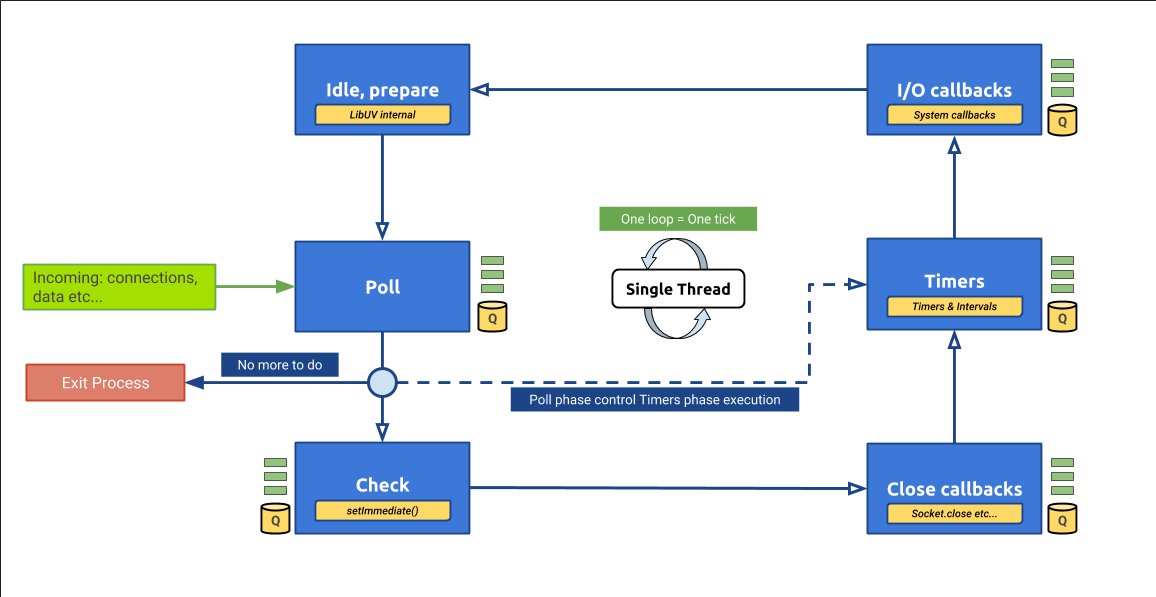 Idle, prepare
LibUV internal
I/O callbacks
System callbacks
Q
One loop = One tick
Incoming: connections,
data etc...
Poll
Q
Single Thread
Timers
Timers & Intervals
Q
No more to do
Exit Process
Poll phase control Timers phase execution
Q
Check
setImmediate()
Close callbacks
Socket.close etc...
Q